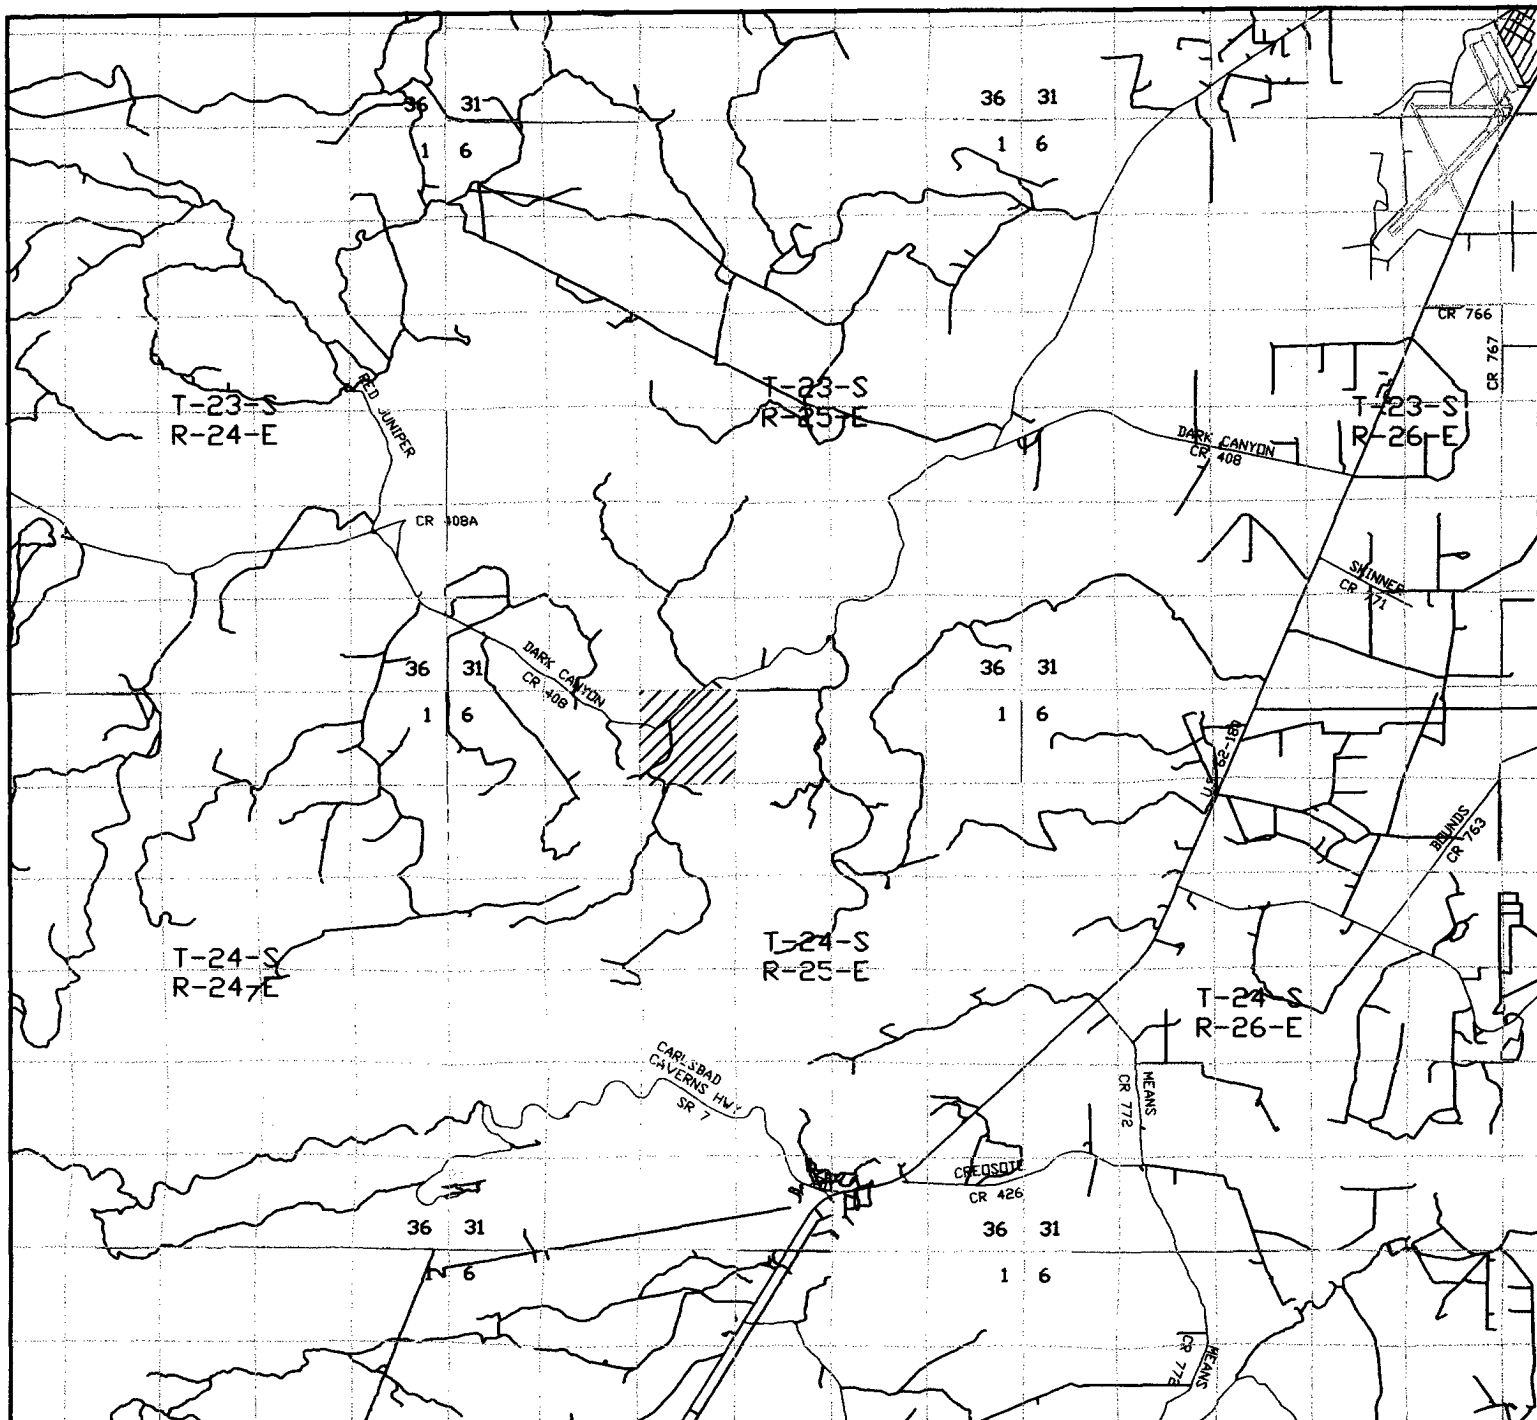 36 31
1 6
36 31
1 6
CR 766
CR 767
T-23-S
R-24-E
RED JUNIPER
T-23-S
R-25-E
T-23-S
R-26-E
DARK CANYON
CR 408
CR 408A
SKINNER
CR 771
36 31
1 6
DARK CANYON
CR 408
36 31
1 6
U.S. 62-180
BOUNDS
CR 763
T-24-S
R-24-E
T-24-S
R-25-E
T-24-S
R-26-E
CARLSBAD
CAVERNS HWY
SR 7
MEANS
CR 772
CREOSOTE
CR 426
36 31
1 6
36 31
1 6
MEANS
CR 772